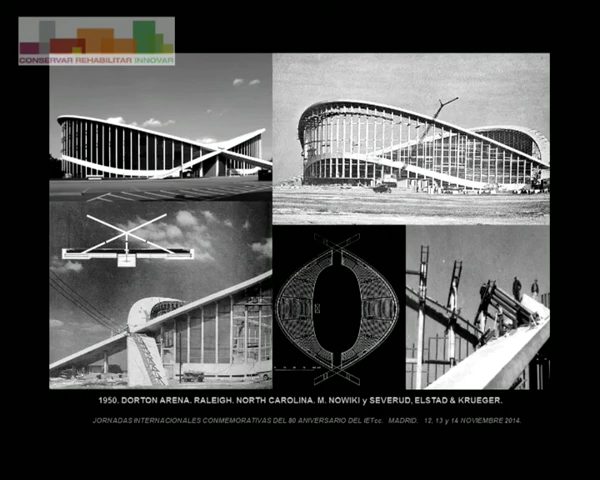 CONSERVAR REHABILITAR INNOVAR
1950. DORTON ARENA. RALEIGH. NORTH CAROLINA. M. NOWIKI y SEVERUD, ELSTAD & KRUEGER.
JORNADAS INTERNACIONALES CONMEMORATIVAS DEL 80 ANIVERSARIO DEL IETcc. MADRID. 12, 13 y 14 NOVIEMBRE 2014.